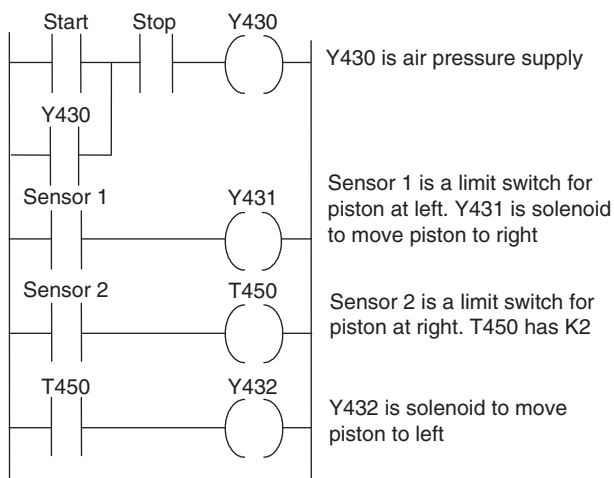 Start Stop Y430
Y430 is air pressure supply
Y430
Sensor 1 Y431
Sensor 1 is a limit switch for
piston at left. Y431 is solenoid
to move piston to right
Sensor 2 T450
Sensor 2 is a limit switch for
piston at right. T450 has K2
T450 Y432
Y432 is solenoid to move
piston to left